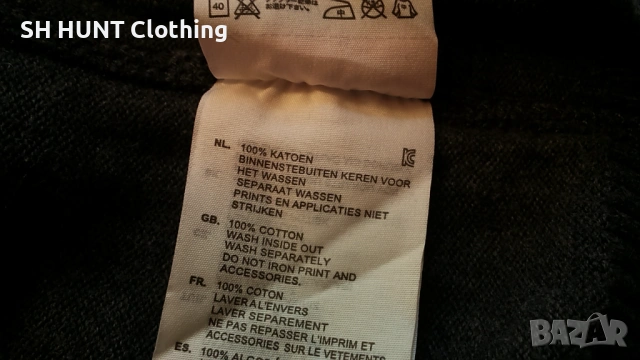 SH HUNT Clothing
40
中
NL. 100% KATOEN
BINNENSTEBUITEN KEREN VOOR
HET WASSEN
SEPARAAT WASSEN
PRINTS EN APPLICATIES NIET
STRIJKEN
GB. 100% COTTON
WASH INSIDE OUT
WASH SEPARATELY
DO NOT IRON PRINT AND
ACCESSORIES.
FR. 100% COTON
LAVER A L'ENVERS
LAVER SEPAREMENT
NE PAS REPASSER L'IMPRIM ET
ACCESSORIES SUR LE VETEMENTS
ES. 100%
BAZAR